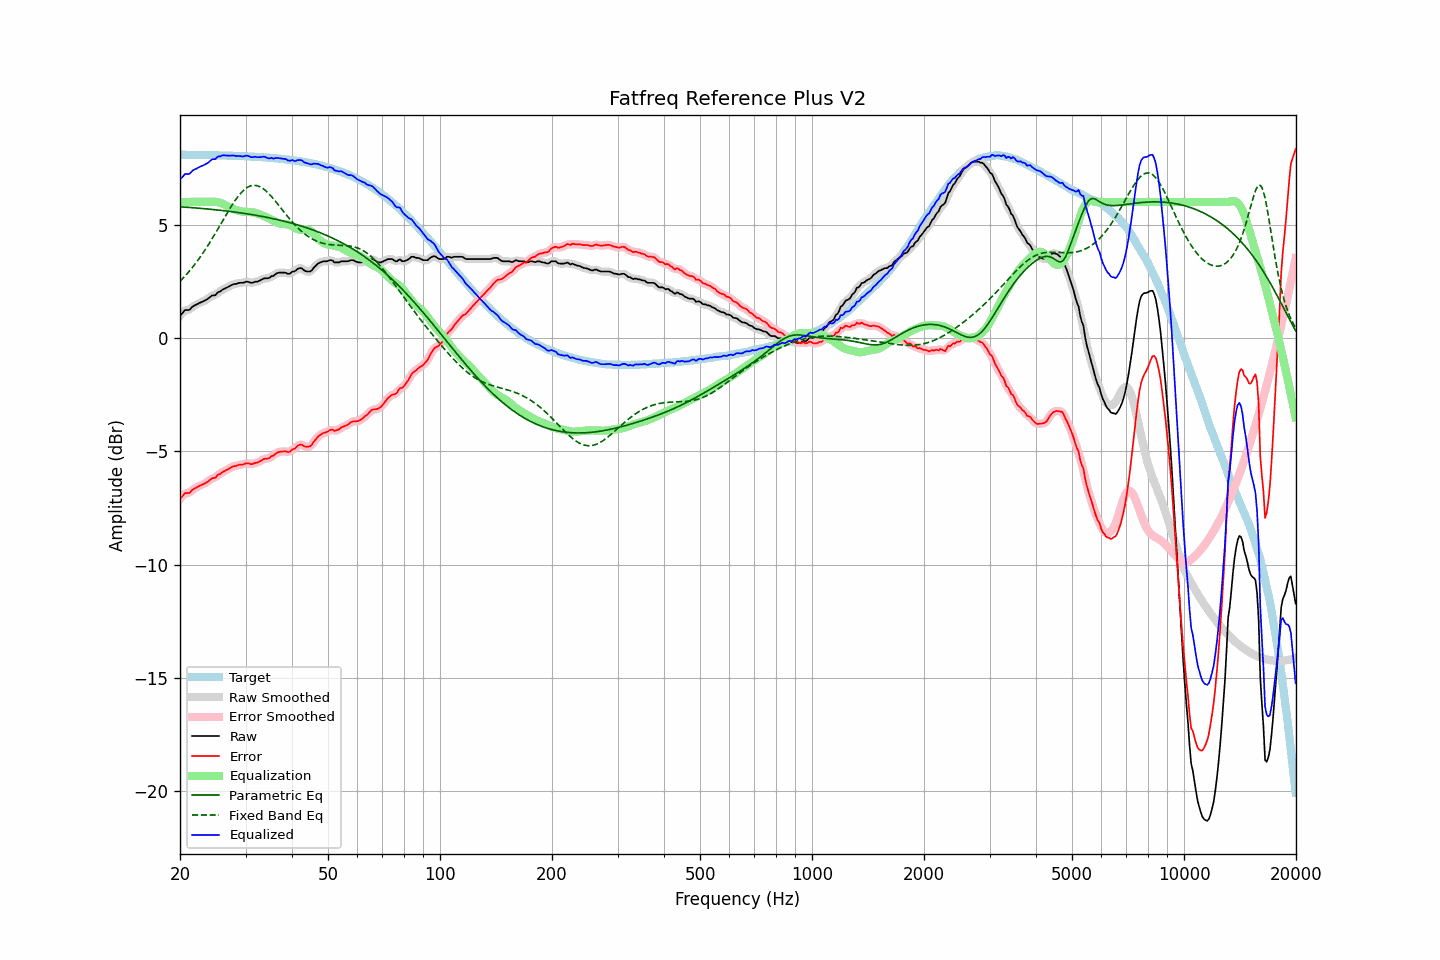 Fatfreq Reference Plus V2
Amplitude (dBr)
5
0
−5
−10
−15
−20
Target
Raw Smoothed
Error Smoothed
Raw
Error
Equalization
Parametric Eq
Fixed Band Eq
Equalized
20 50 100 200 500 1000 2000 5000 10000 20000
Frequency (Hz)